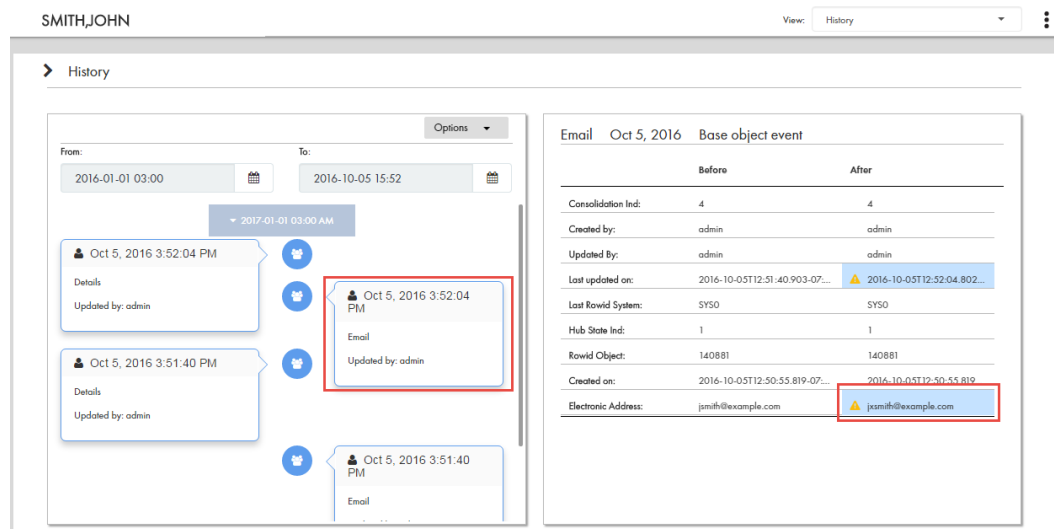 SMITH,JOHN
View: History
History
Options
From: To:
2016-01-01 03:00 2016-10-05 15:52
2017-01-01 03:00 AM
Oct 5, 2016 3:52:04 PM
Details
Updated by: admin
Oct 5, 2016 3:52:04
PM
Email
Updated by: admin
Oct 5, 2016 3:51:40 PM
Details
Updated by: admin
Oct 5, 2016 3:51:40
PM
Email
Email Oct 5, 2016 Base object event
Before After
Consolidation Ind: 4 4
Created by: admin admin
Updated By: admin admin
Last updated on: 2016-10-05T12:51:40.903-07:... 2016-10-05T12:52:04.802...
Last Rowid System: SYS0 SYS0
Hub State Ind: 1 1
Rowid Object: 140881 140881
Created on: 2016-10-05T12:50:55.819-07:... 2016-10-05T12:50:55.819
Electronic Address: jsmith@example.com jxsmith@example.com